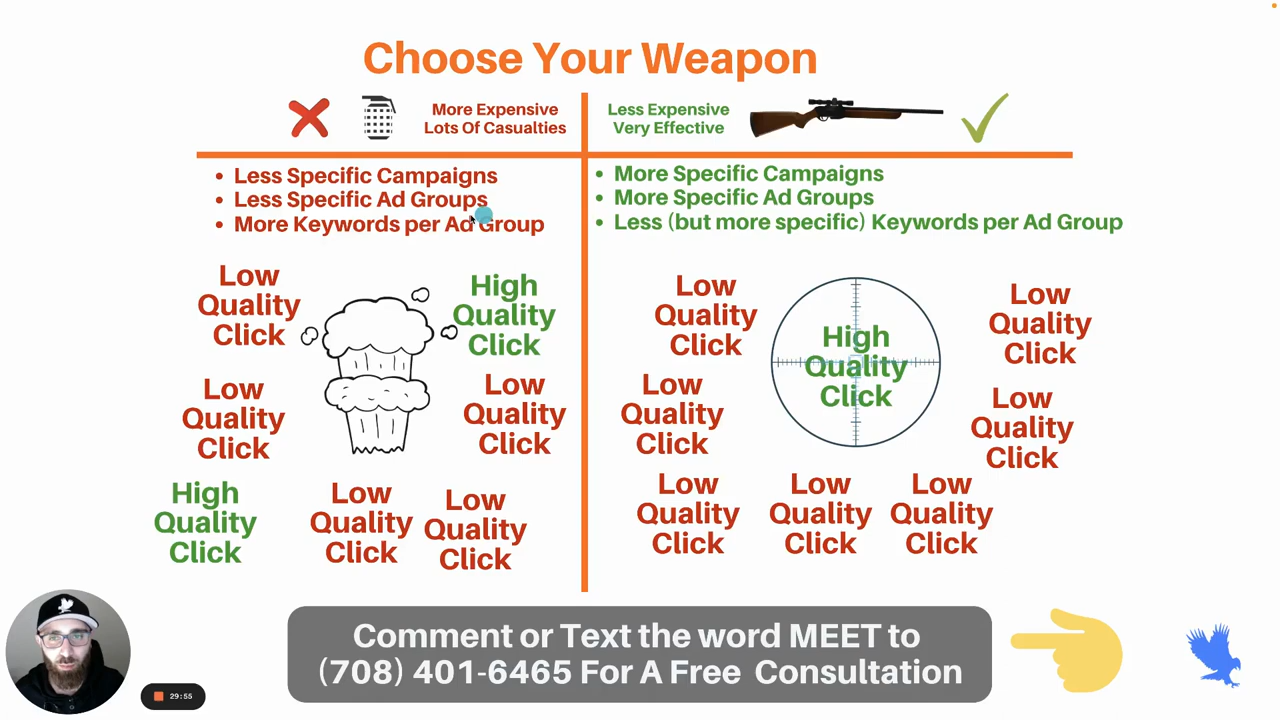 Choose Your Weapon
More Expensive
Lots Of Casualties
Less Expensive
Very Effective
• Less Specific Campaigns
• Less Specific Ad Groups
• More Keywords per Ad Group
• More Specific Campaigns
• More Specific Ad Groups
• Less (but more specific) Keywords per Ad Group
Low
Quality
Click
High
Quality
Click
Low
Quality
Click
Low
Quality
Click
High
Quality
Click
Low
Quality
Click
Low
Quality
Click
Low
Quality
Click
High
Quality
Click
Low
Quality
Click
Low
Quality
Click
Low
Quality
Click
Low
Quality
Click
Low
Quality
Click
Low
Quality
Click
Comment or Text the word MEET to
(708) 401-6465 For A Free Consultation
29:55